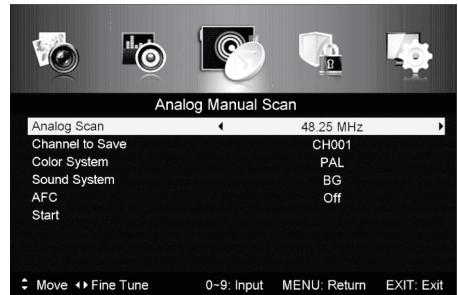 Analog Manual Scan
Analog Scan 48.25 MHz
Channel to Save CH001
Color System PAL
Sound System BG
AFC Off
Start
Move Fine Tune 0~9: Input MENU: Return EXIT: Exit